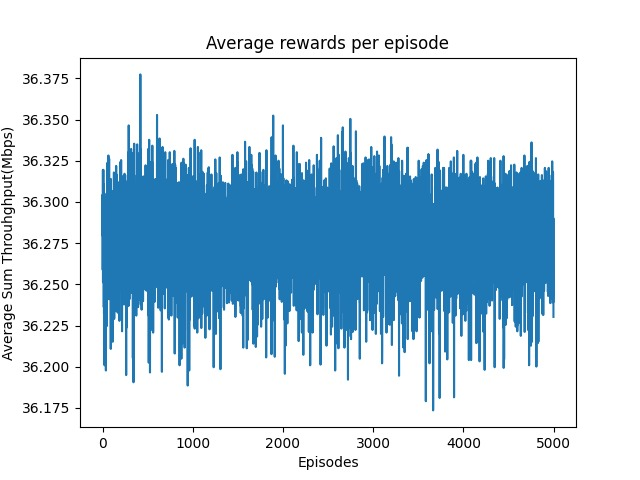 Average rewards per episode
Average Sum Throuhghput(Mbps)
36.375
36.350
36.325
36.300
36.275
36.250
36.225
36.200
36.175
0 1000 2000 3000 4000 5000
Episodes